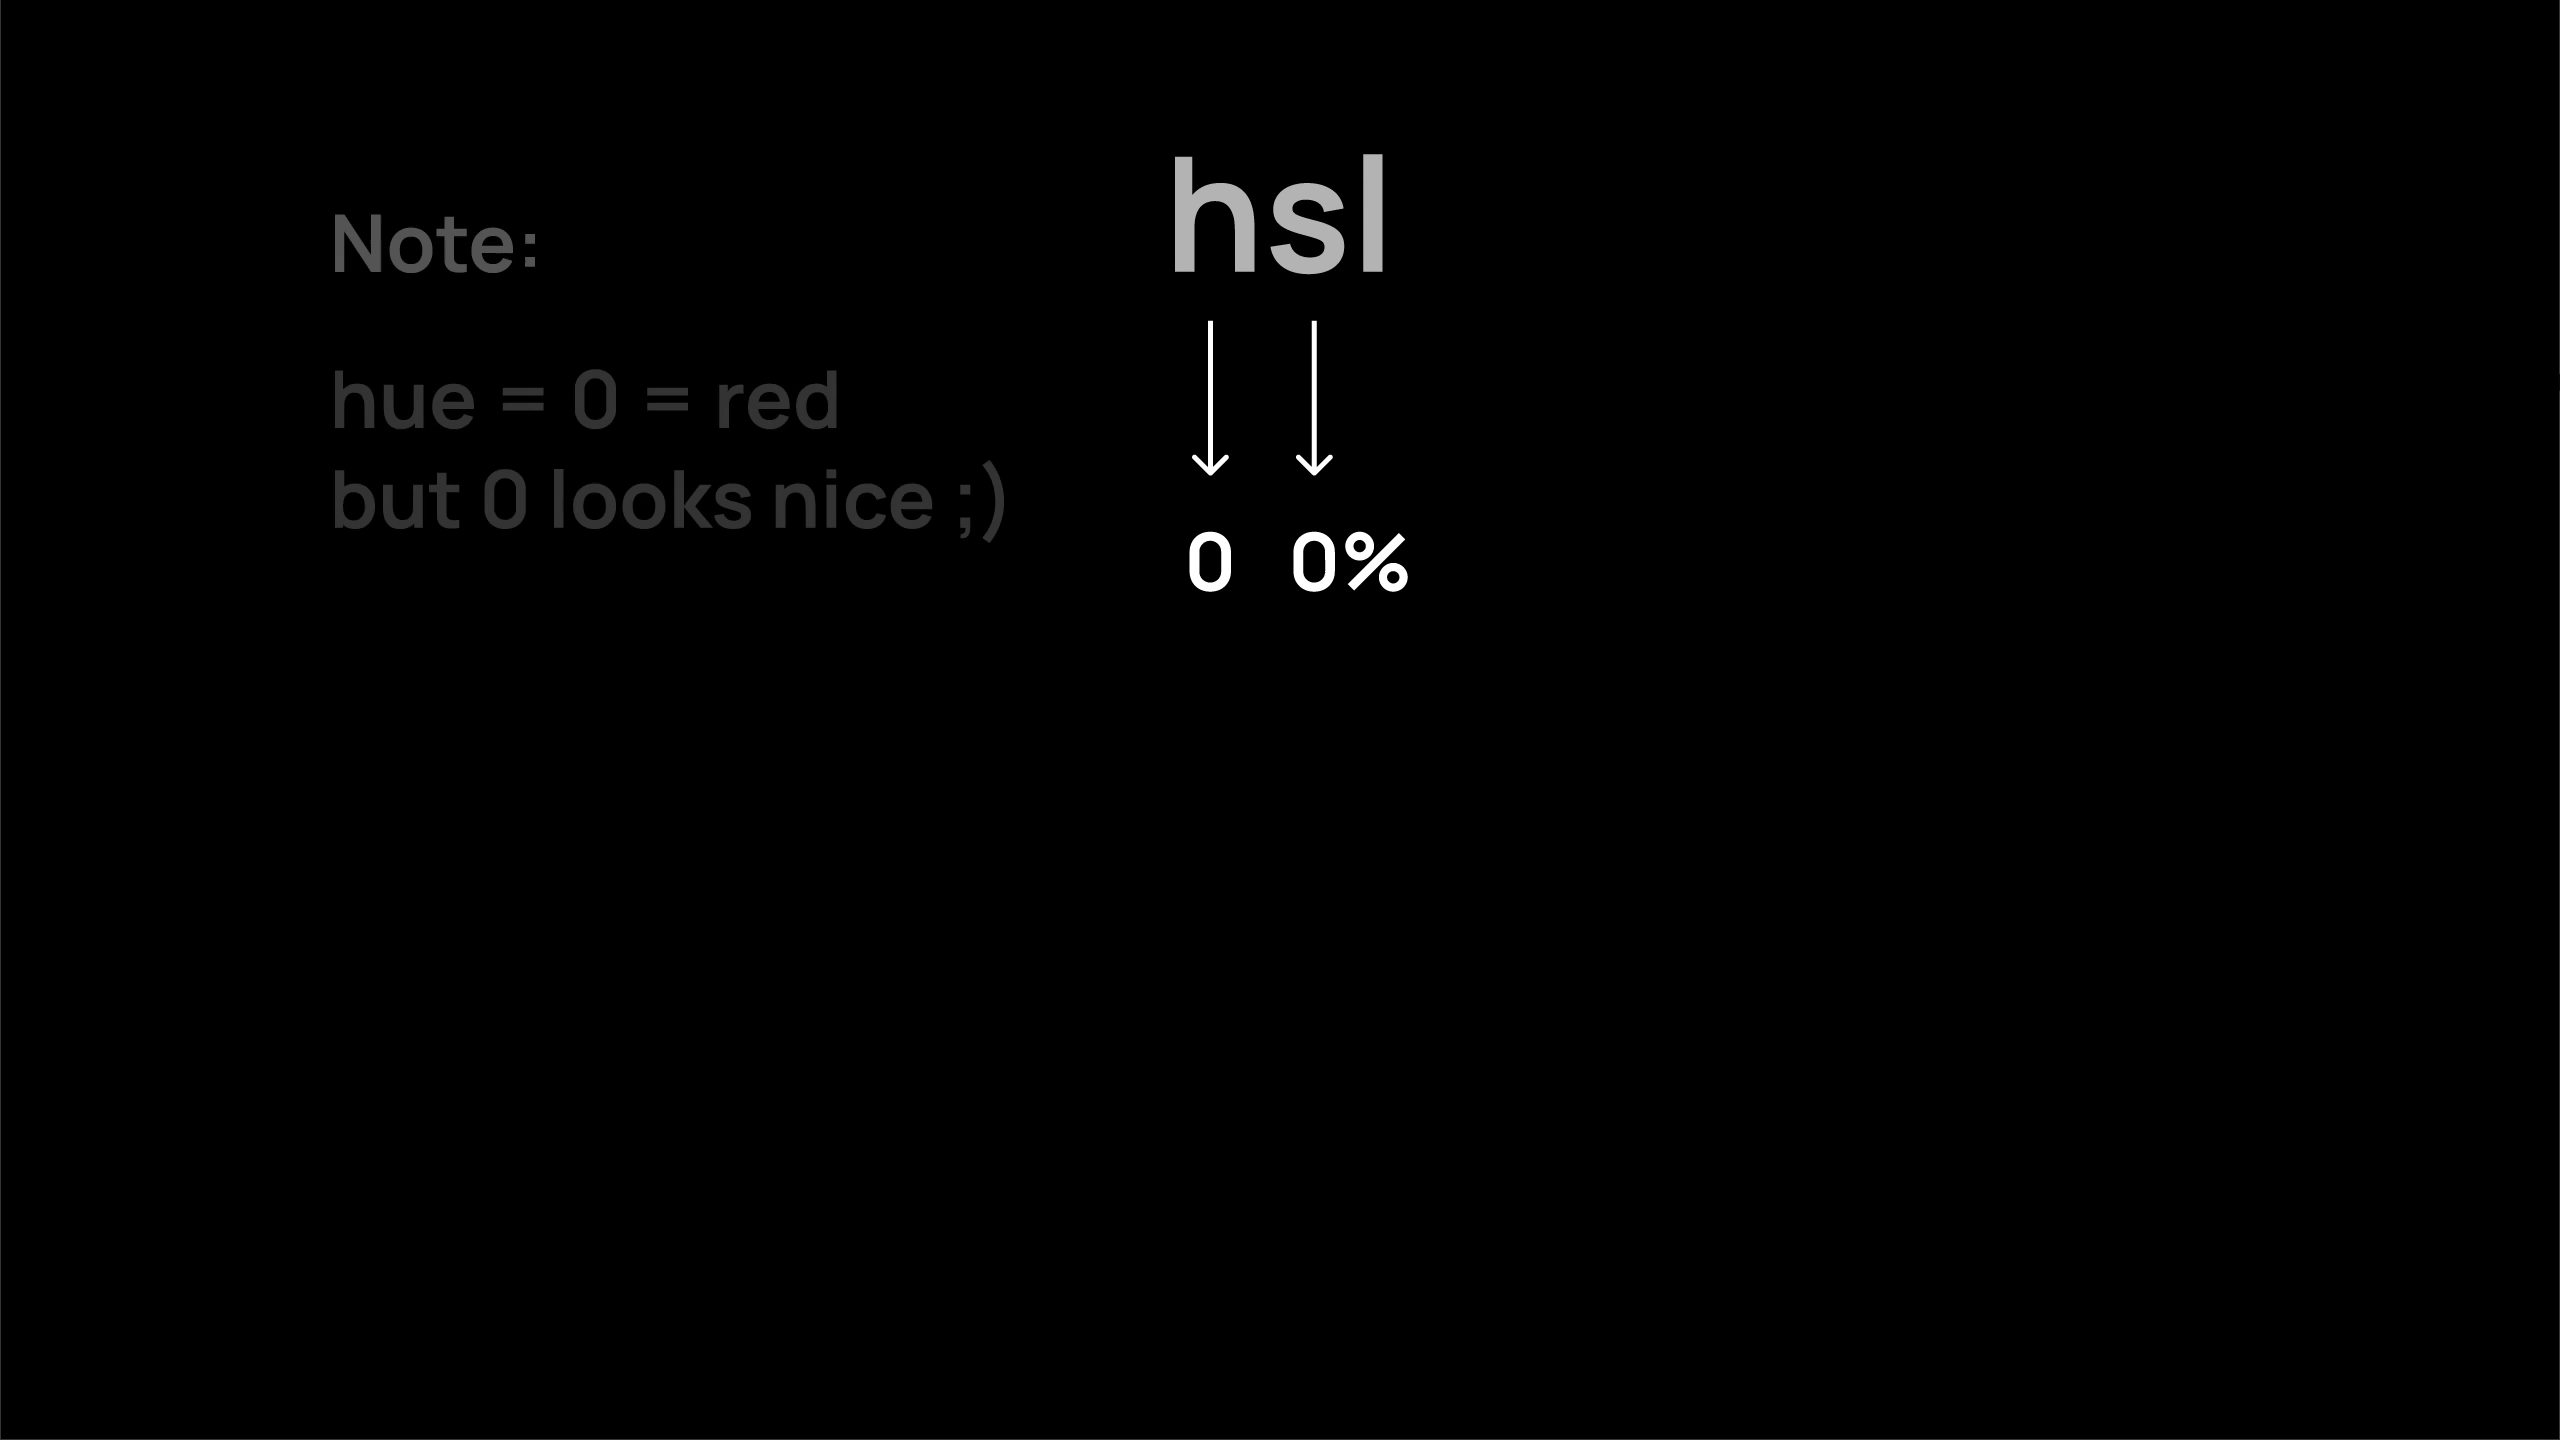 hsl
Note:
hue = 0 = red
but 0 looks nice ;)
0 0%